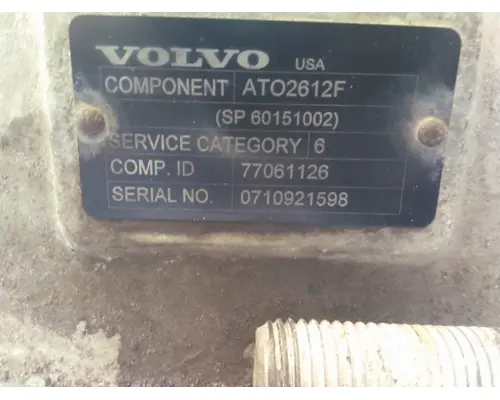 VOLVO USA
COMPONENT ATO2612F
(SP 60151002)
SERVICE CATEGORY 6
COMP. ID 77061126
SERIAL NO. 0710921598